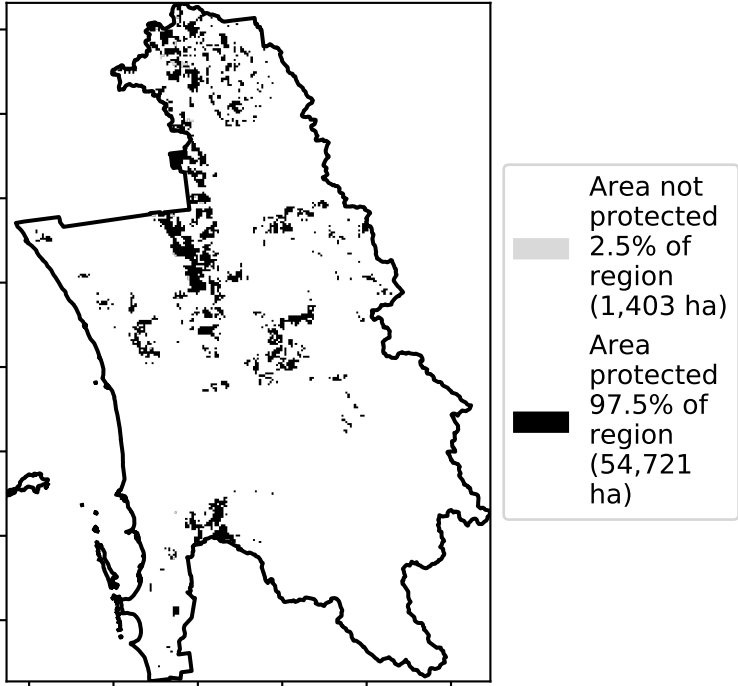 Area not
protected
2.5% of
region
(1,403 ha)
Area
protected
97.5% of
region
(54,721
ha)